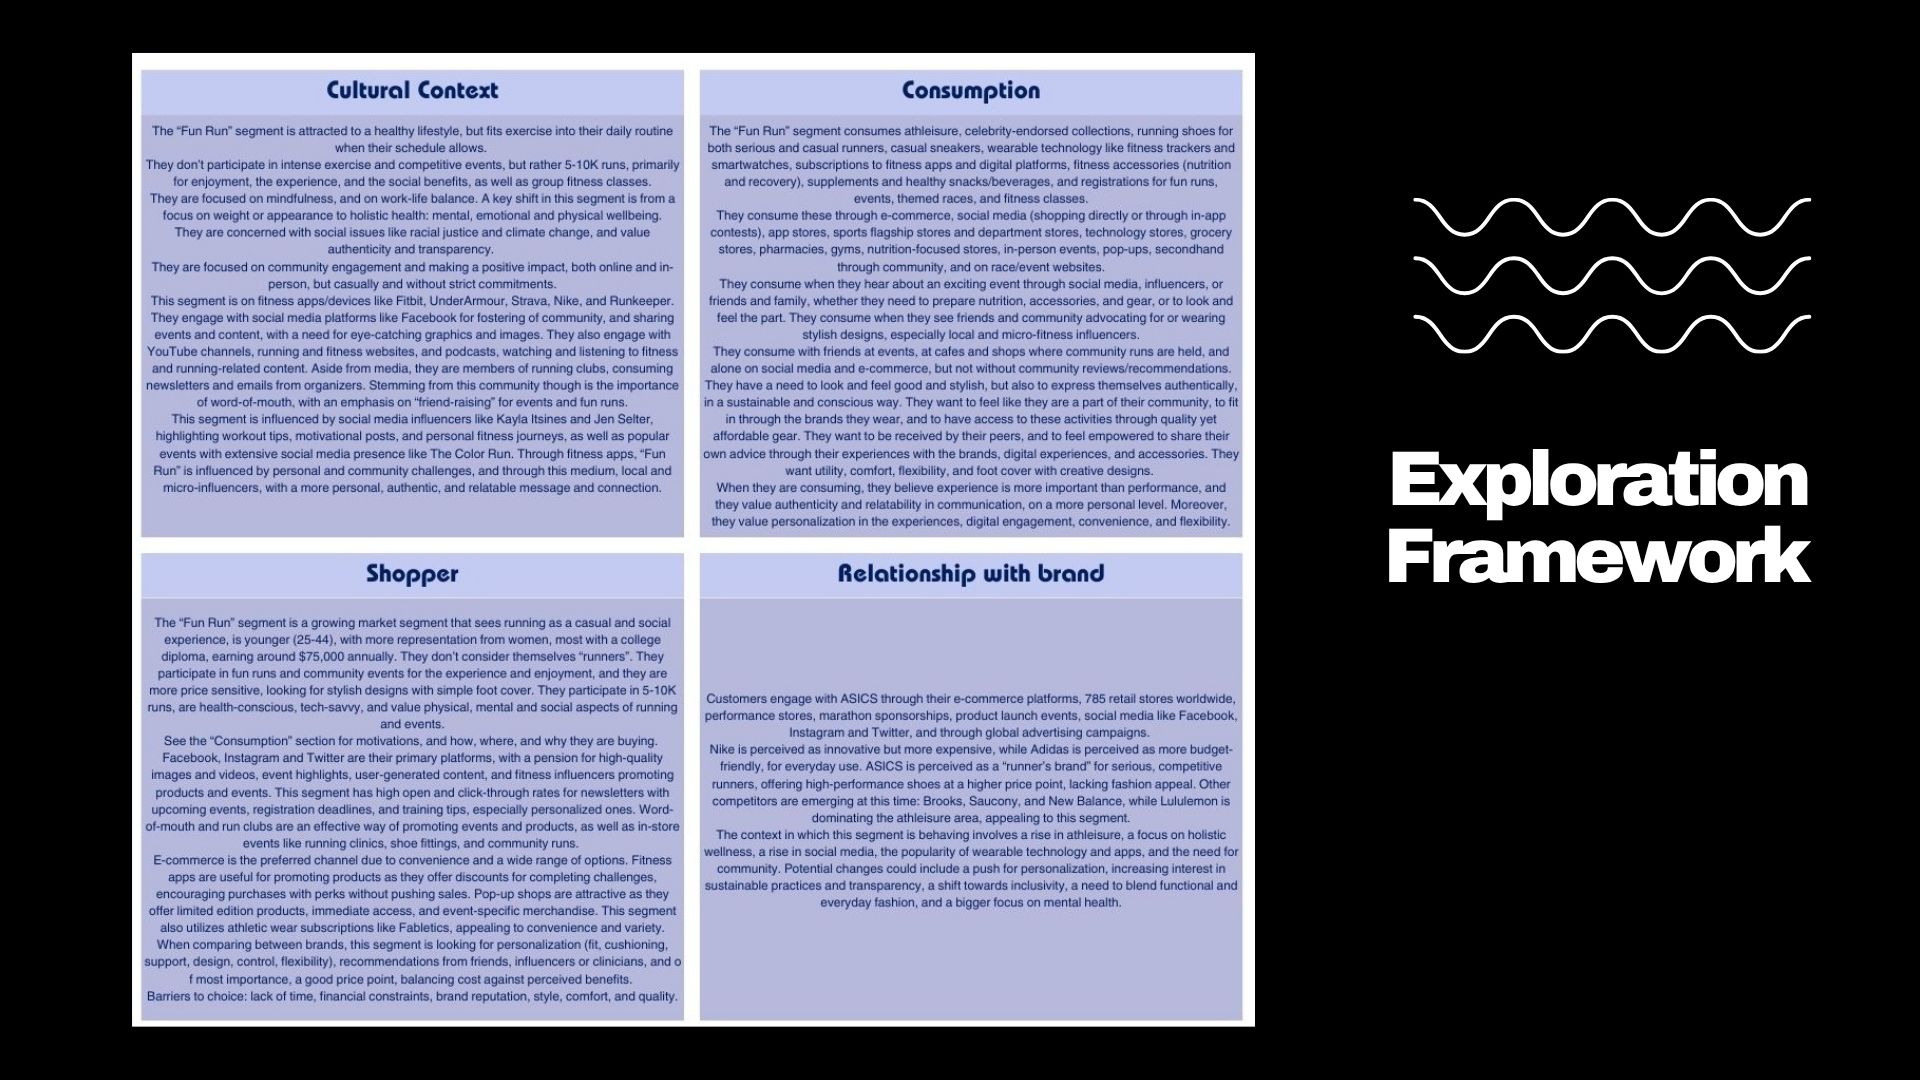 Cultural Context
The “Fun Run” segment is attracted to a healthy lifestyle, but fits exercise into their daily routine
when their schedule allows.
They don’t participate in intense exercise and competitive events, but rather 5-10K runs, primarily
for enjoyment, the experience, and the social benefits, as well as group fitness classes.
They are focused on mindfulness, and on work-life balance. A key shift in this segment is from a
focus on weight or appearance to holistic health: mental, emotional and physical wellbeing.
They are concerned with social issues like racial justice and climate change, and value
authenticity and transparency.
They are focused on community engagement and making a positive impact, both online and in-
person, but casually and without strict commitments.
This segment is on fitness apps/devices like Fitbit, UnderArmour, Strava, Nike, and Runkeeper.
They engage with social media platforms like Facebook for fostering of community, and sharing
events and content, with a need for eye-catching graphics and images. They also engage with
YouTube channels, running and fitness websites, and podcasts, watching and listening to fitness
and running-related content. Aside from media, they are members of running clubs, consuming
newsletters and emails from organizers. Stemming from this community though is the importance
of word-of-mouth, with an emphasis on “friend-raising” for events and fun runs.
This segment is influenced by social media influencers like Kayla Itsines and Jen Selter,
highlighting workout tips, motivational posts, and personal fitness journeys, as well as popular
events with extensive social media presence like The Color Run. Through fitness apps, “Fun
Run” is influenced by personal and community challenges, and through this medium, local and
micro-influencers, with a more personal, authentic, and relatable message and connection.
Consumption
The “Fun Run” segment consumes athleisure, celebrity-endorsed collections, running shoes for
both serious and casual runners, casual sneakers, wearable technology like fitness trackers and
smartwatches, subscriptions to fitness apps and digital platforms, fitness accessories (nutrition
and recovery), supplements and healthy snacks/beverages, and registrations for fun runs,
events, themed races, and fitness classes.
They consume these through e-commerce, social media (shopping directly or through in-app
contests), app stores, sports flagship stores and department stores, technology stores, grocery
stores, pharmacies, gyms, nutrition-focused stores, in-person events, pop-ups, secondhand
through community, and on race/event websites.
They consume when they hear about an exciting event through social media, influencers, or
friends and family, whether they need to prepare nutrition, accessories, and gear, or to look and
feel the part. They consume when they see friends and community advocating for or wearing
stylish designs, especially local and micro-fitness influencers.
They consume with friends at events, at cafes and shops where community runs are held, and
alone on social media and e-commerce, but not without community reviews/recommendations.
They have a need to look and feel good and stylish, but also to express themselves authentically,
in a sustainable and conscious way. They want to feel like they are a part of their community, to fit
in through the brands they wear, and to have access to these activities through quality yet
affordable gear. They want to be received by their peers, and to feel empowered to share their
own advice through their experiences with the brands, digital experiences, and accessories. They
want utility, comfort, flexibility, and foot cover with creative designs.
When they are consuming, they believe experience is more important than performance, and
they value authenticity and relatability in communication, on a more personal level. Moreover,
they value personalization in the experiences, digital engagement, convenience, and flexibility.
Shopper
The “Fun Run” segment is a growing market segment that sees running as a casual and social
experience, is younger (25-44), with more representation from women, most with a college
diploma, earning around $75,000 annually. They don’t consider themselves “runners”. They
participate in fun runs and community events for the experience and enjoyment, and they are
more price sensitive, looking for stylish designs with simple foot cover. They participate in 5-10K
runs, are health-conscious, tech-savvy, and value physical, mental and social aspects of running
and events.
See the “Consumption” section for motivations, and how, where, and why they are buying.
Facebook, Instagram and Twitter are their primary platforms, with a pension for high-quality
images and videos, event highlights, user-generated content, and fitness influencers promoting
products and events. This segment has high open and click-through rates for newsletters with
upcoming events, registration deadlines, and training tips, especially personalized ones. Word-
of-mouth and run clubs are an effective way of promoting events and products, as well as in-store
events like running clinics, shoe fittings, and community runs.
E-commerce is the preferred channel due to convenience and a wide range of options. Fitness
apps are useful for promoting products as they offer discounts for completing challenges,
encouraging purchases with perks without pushing sales. Pop-up shops are attractive as they
offer limited edition products, immediate access, and event-specific merchandise. This segment
also utilizes athletic wear subscriptions like Fabletics, appealing to convenience and variety.
When comparing between brands, this segment is looking for personalization (fit, cushioning,
support, design, control, flexibility), recommendations from friends, influencers or clinicians, and o
f most importance, a good price point, balancing cost against perceived benefits.
Barriers to choice: lack of time, financial constraints, brand reputation, style, comfort, and quality.
Relationship with brand
Customers engage with ASICS through their e-commerce platforms, 785 retail stores worldwide,
performance stores, marathon sponsorships, product launch events, social media like Facebook,
Instagram and Twitter, and through global advertising campaigns.
Nike is perceived as innovative but more expensive, while Adidas is perceived as more budget-
friendly, for everyday use. ASICS is perceived as a “runner’s brand” for serious, competitive
runners, offering high-performance shoes at a higher price point, lacking fashion appeal. Other
competitors are emerging at this time: Brooks, Saucony, and New Balance, while Lululemon is
dominating the athleisure area, appealing to this segment.
The context in which this segment is behaving involves a rise in athleisure, a focus on holistic
wellness, a rise in social media, the popularity of wearable technology and apps, and the need for
community. Potential changes could include a push for personalization, increasing interest in
sustainable practices and transparency, a shift towards inclusivity, a need to blend functional and
everyday fashion, and a bigger focus on mental health.
Exploration
Framework